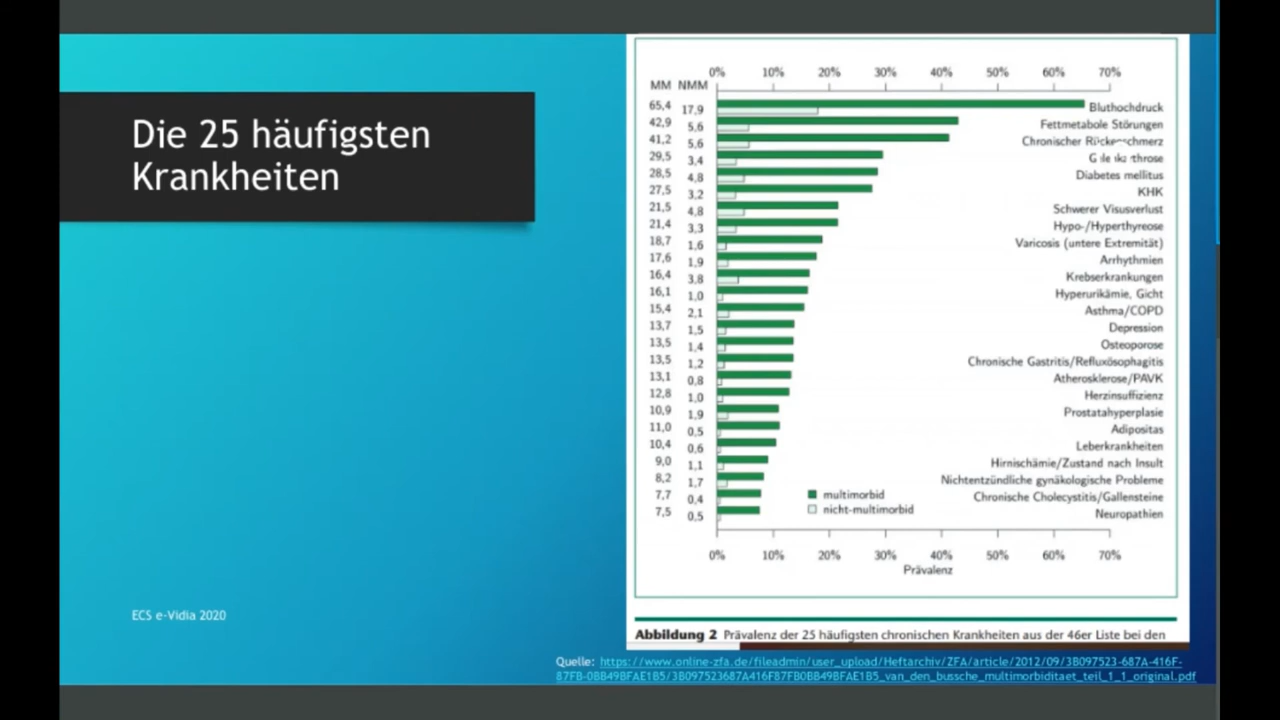 Die 25 häufigsten
Krankheiten
ECS e-Vidia 2020
0% 10% 20% 30% 40% 50% 60% 70%
MM NMM
65,4 17,9 Bluthochdruck
42,9 5,6 Fettmetabole Störungen
41,2 5,6 Chronischer
29,5 3,4
28,5 4,8 Diabetes mellitus
27,5 3,2 KHK
21,5 4,8 Schwerer Visusverlust
21,4 3,3 Hypo-/Hyperthyreose
18,7 1,6 Varicosis (untere Extremität)
17,6 1,9 Arrhythmien
16,4 3,8 Krebserkrankungen
16,1 1,0 Hyperurikämie, Gicht
15,4 2,1 Asthma/COPD
13,7 1,5 Depression
13,5 1,4 Osteoporose
13,5 1,2 Chronische Gastritis/Refluxösophagitis
13,1 0,8 Atherosklerose/PAVK
12,8 1,0 Herzinsuffizienz
10,9 1,9 Prostatahyperplasie
11,0 0,5 Adipositas
10,4 0,6 Leberkrankheiten
9,0 1,1 Hirnischämie/Zustand nach Insult
8,2 1,7 Nichtentzündliche gynäkologische Probleme
7,7 0,4 Chronische Cholecystitis/Gallensteine
7,5 0,5 Neuropathien
multimorbid
nicht-multimorbid
0% 10% 20% 30% 40% 50% 60% 70%
Prävalenz
Abbildung 2 Prävalenz der 25 häufigsten chronischen Krankheiten aus der 46er Liste bei den
Quelle: https://www.online-zfa.de/fileadmin/user_upload/Heftarchiv/ZFA/article/2012/09/3B097523-687A-416F-
87FB-0BB49BFAE1B5/3B097523687A416F87FB0BB49BFAE1B5_van_den_bussche_multimorbiditaet_teil_1_1_original.pdf